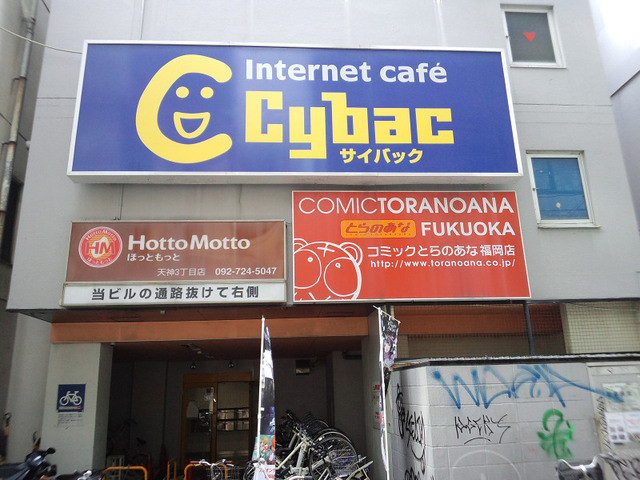 Internet café
Cybac
サイバック
COMICTORANOANA
とらのあな FUKUOKA
コミックとらのあな福岡店
http://www.toranoana.co.jp/
HM
HottoMotto
ほっともっと
天神3丁目店 092-724-5047
当ビルの通路抜けて右側